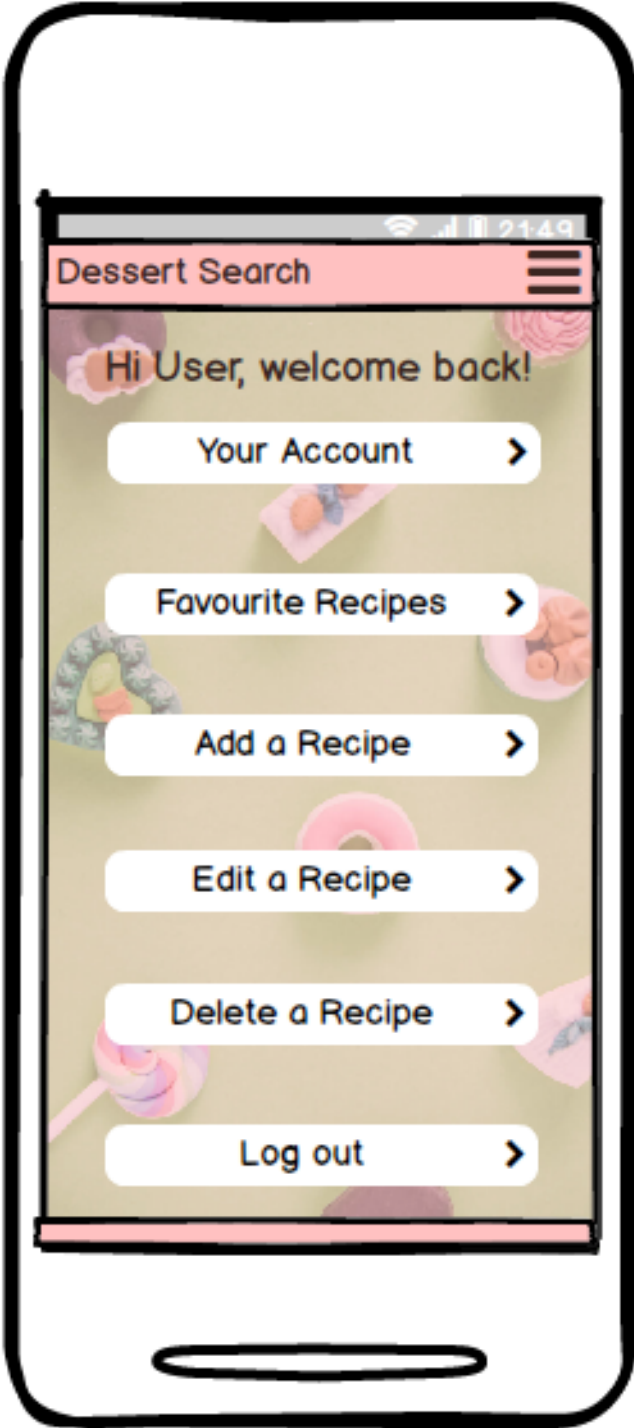 21:49
Dessert Search
Hi User, welcome back!
Your Account
Favourite Recipes
Add a Recipe
Edit a Recipe
Delete a Recipe
Log out